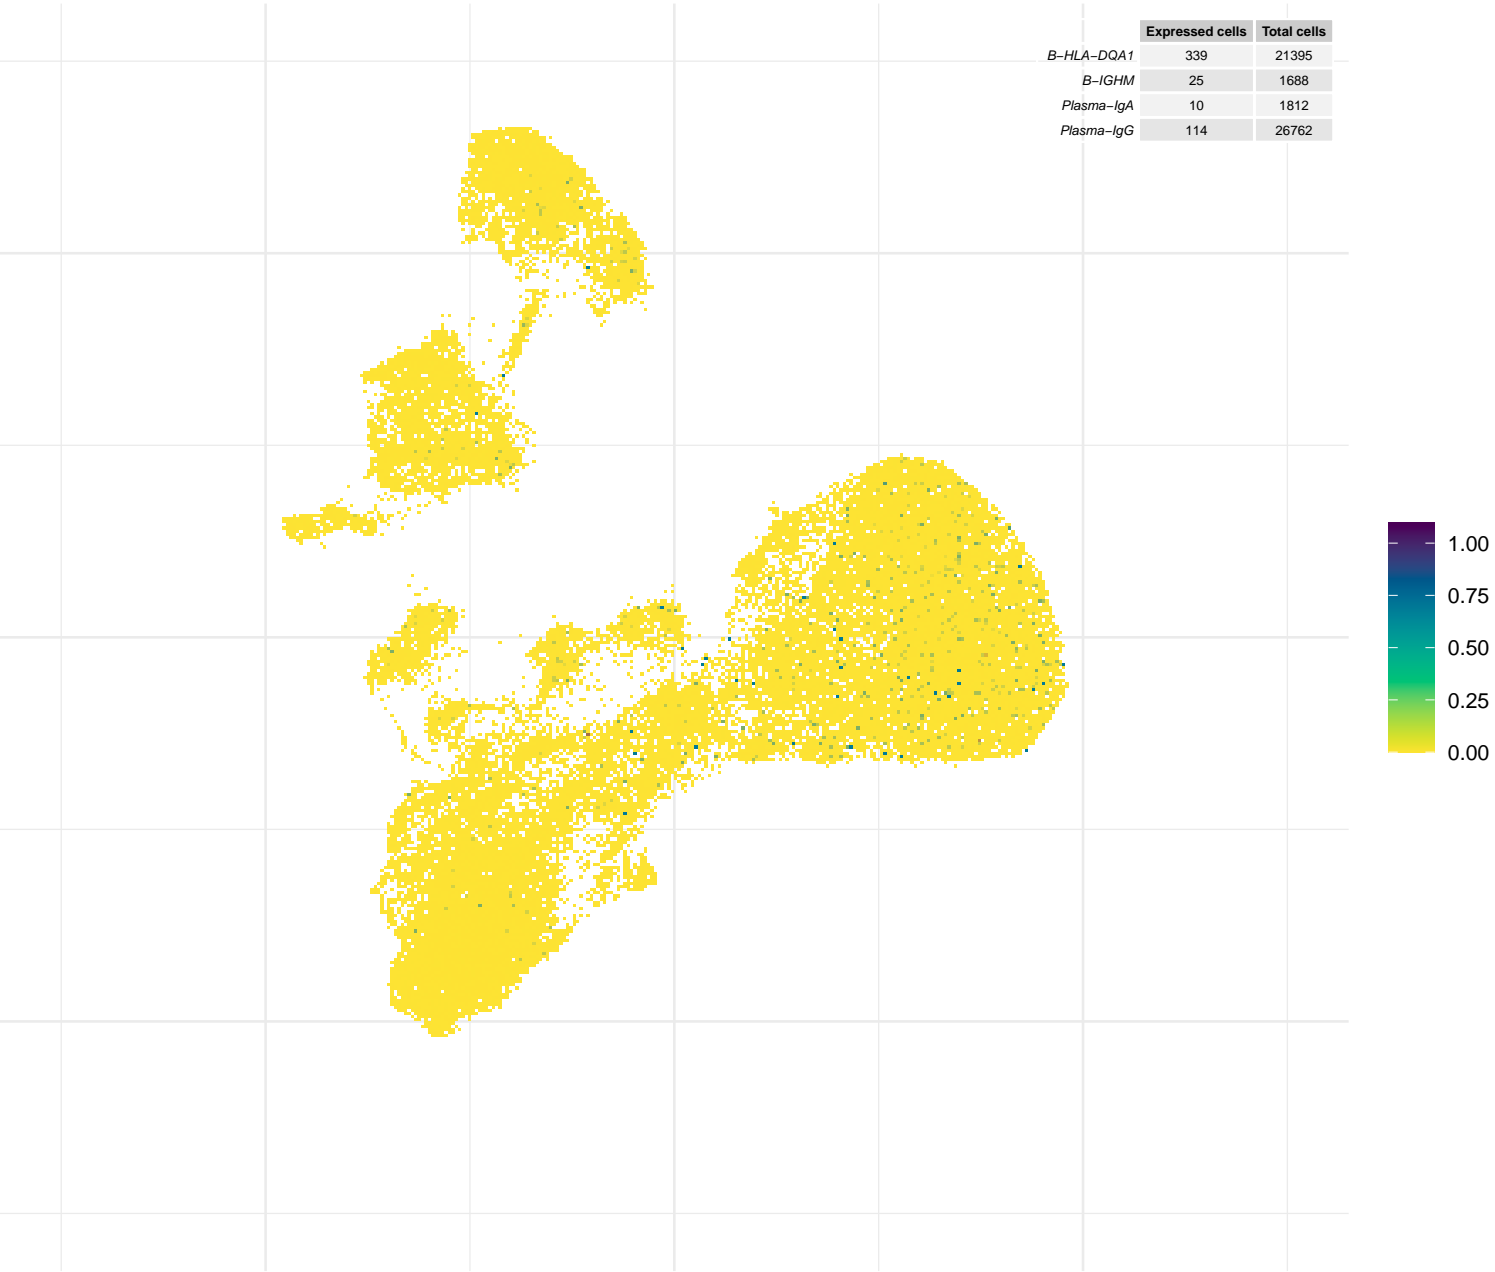 Expressed cells Total cells
B−HLA−DQA1 339 21395
B−IGHM 25 1688
Plasma−IgA 10 1812
Plasma−IgG 114 26762
1.00
0.75
0.50
0.25
0.00